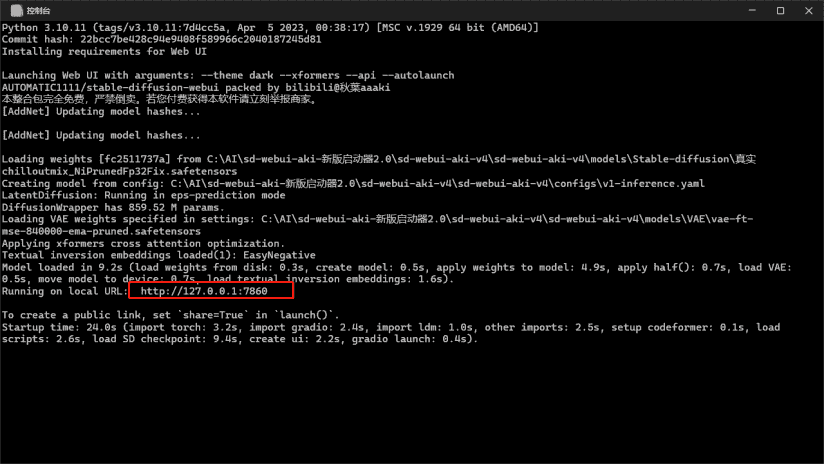 控制台
Python 3.10.11 (tags/v3.10.11:7d4cc5a, Apr  5 2023, 00:38:17) [MSC v.1929 64 bit (AMD64)]
Commit hash: 22bcc7be428c94e9408f589966c2040187245d81
Installing requirements for Web UI
Launching Web UI with arguments: --theme dark --xformers --api --autolaunch
AUTOMATIC1111/stable-diffusion-webui packed by bilibili@秋葉aaaki
本整合包完全免费，严禁倒卖。若您付费获得本软件请立刻举报商家。
[AddNet] Updating model hashes...
[AddNet] Updating model hashes...
Loading weights [fc2511737a] from C:\AI\sd-webui-aki-新版启动器2.0\sd-webui-aki-v4\sd-webui-aki-v4\models\Stable-diffusion\真实
chilloutmix_NiPrunedFp32Fix.safetensors
Creating model from config: C:\AI\sd-webui-aki-新版启动器2.0\sd-webui-aki-v4\sd-webui-aki-v4\configs\v1-inference.yaml
LatentDiffusion: Running in eps-prediction mode
DiffusionWrapper has 859.52 M params.
Loading VAE weights specified in settings: C:\AI\sd-webui-aki-新版启动器2.0\sd-webui-aki-v4\sd-webui-aki-v4\models\VAE\vae-ft-
mse-840000-ema-pruned.safetensors
Applying xformers cross attention optimization.
Textual inversion embeddings loaded(1): EasyNegative
Model loaded in 9.2s (load weights from disk: 0.3s, create model: 0.5s, apply weights to model: 4.9s, apply half(): 0.7s, load VAE:
0.5s, move model to device: 0.7s, load textual inversion embeddings: 1.6s).
Running on local URL:  http://127.0.0.1:7860
To create a public link, set `share=True` in `launch()`.
Startup time: 24.0s (import torch: 3.2s, import gradio: 2.4s, import ldm: 1.0s, other imports: 2.5s, setup codeformer: 0.1s, load
scripts: 2.6s, load SD checkpoint: 9.4s, create ui: 2.2s, gradio launch: 0.4s).